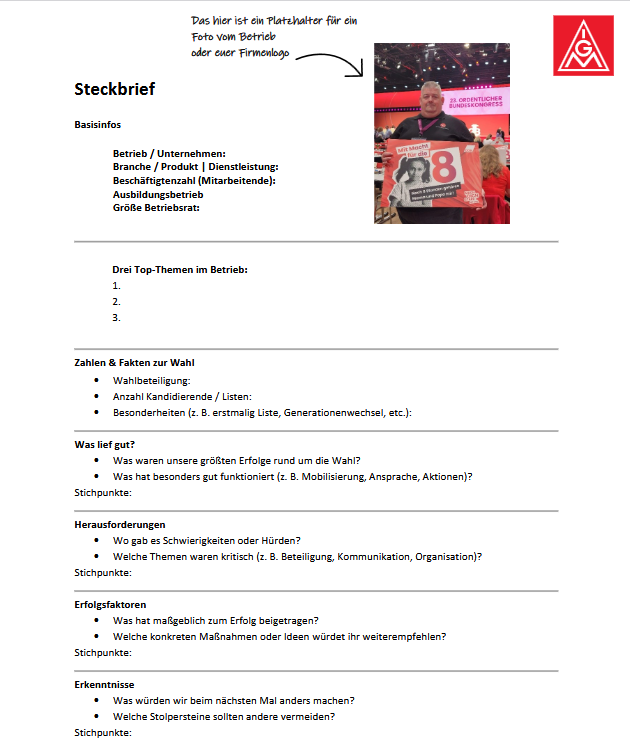 Das hier ist ein Platzhalter für ein
Foto vom Betrieb
oder euer Firmenlogo
IGM
Steckbrief
23. ORDENTLICHER
BUNDESKONGRESS
Basisinfos
Mit Macht
für die
8
Betrieb / Unternehmen:
Branche / Produkt | Dienstleistung:
Beschäftigtenzahl (Mitarbeitende):
Ausbildungsbetrieb
Größe Betriebsrat:
Drei Top-Themen im Betrieb:
1.
2.
3.
Zahlen & Fakten zur Wahl
• Wahlbeteiligung:
• Anzahl Kandidierende / Listen:
• Besonderheiten (z. B. erstmalig Liste, Generationenwechsel, etc.):
Was lief gut?
• Was waren unsere größten Erfolge rund um die Wahl?
• Was hat besonders gut funktioniert (z. B. Mobilisierung, Ansprache, Aktionen)?
Stichpunkte:
Herausforderungen
• Wo gab es Schwierigkeiten oder Hürden?
• Welche Themen waren kritisch (z. B. Beteiligung, Kommunikation, Organisation)?
Stichpunkte:
Erfolgsfaktoren
• Was hat maßgeblich zum Erfolg beigetragen?
• Welche konkreten Maßnahmen oder Ideen würdet ihr weiterempfehlen?
Stichpunkte:
Erkenntnisse
• Was würden wir beim nächsten Mal anders machen?
• Welche Stolpersteine sollten andere vermeiden?
Stichpunkte: